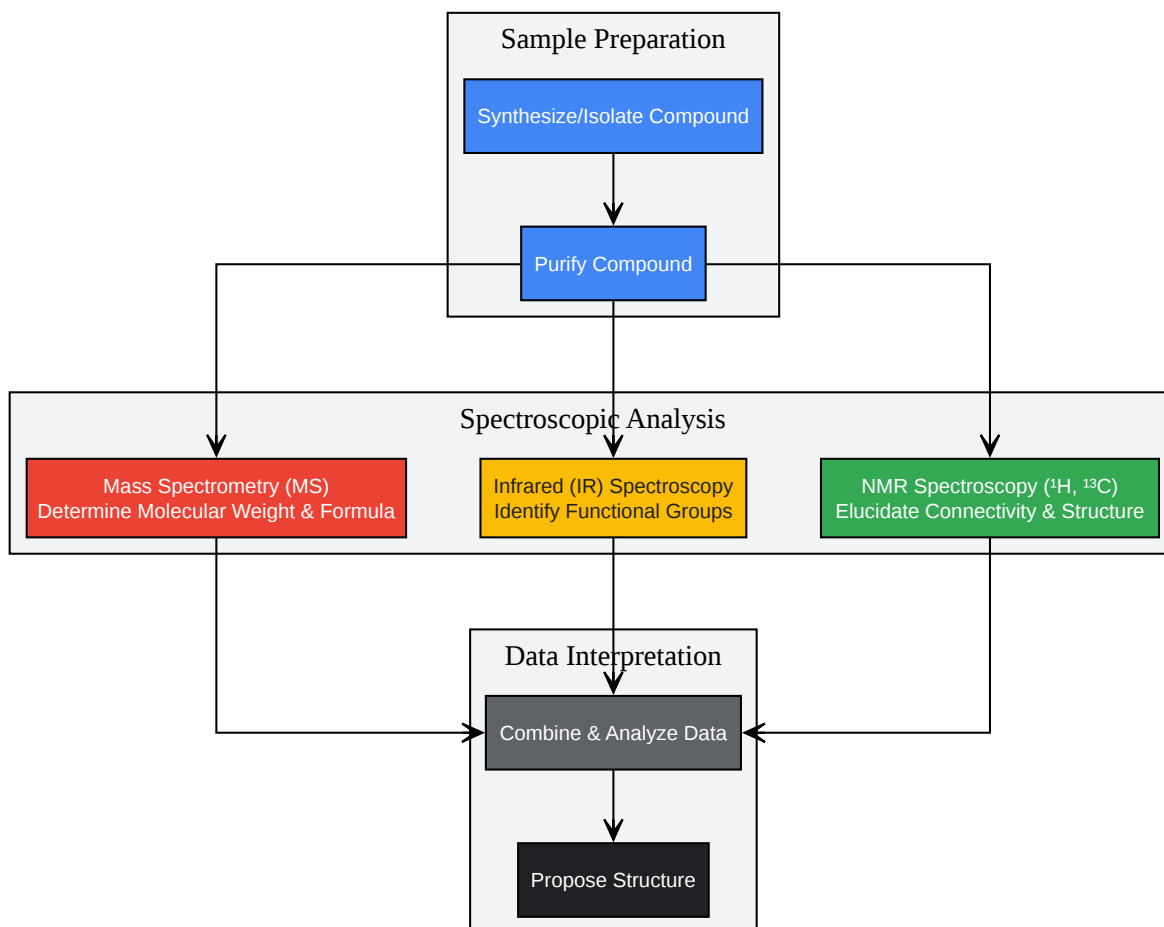 Sample Preparation
Synthesize/Isolate Compound
Purify Compound
Spectroscopic Analysis
Mass Spectrometry (MS)
Determine Molecular Weight & Formula
Infrared (IR) Spectroscopy
Identify Functional Groups
NMR Spectroscopy (¹H, ¹³C)
Elucidate Connectivity & Structure
Data Interpretation
Combine & Analyze Data
Propose Structure